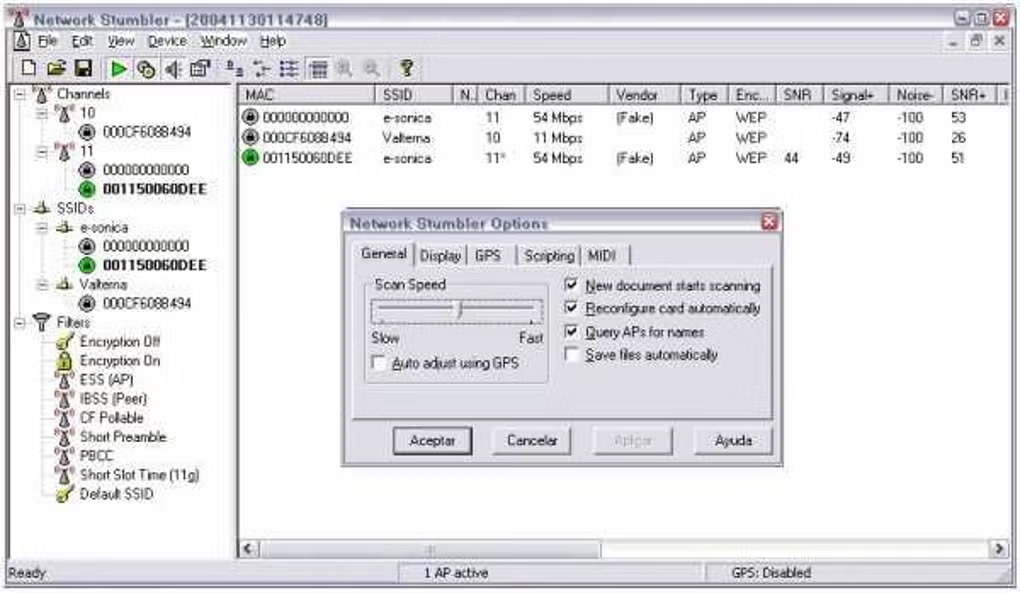 Network Stumbler - [20041130114748]
File Edit View Device Window Help
Channels
10
000CF6088494
11
000000000000
001150060DEE
SSIDs
e-sonica
000000000000
001150060DEE
Valterna
000CF6088494
Filters
Encryption Off
Encryption On
ESS (AP)
IBSS (Peer)
CF Pollable
Short Preamble
PBCC
Short Slot Time (11g)
Default SSID
MAC SSID N.. Chan Speed Vendor Type Enc... SNR Signal+ Noise- SNR+
000000000000 e-sonica 11 54 Mbps (Fake) AP WEP -47 -100 53
000CF6088494 Valterna 10 11 Mbps AP WEP -74 -100 26
001150060DEE e-sonica 11* 54 Mbps (Fake) AP WEP 44 -49 -100 51
Network Stumbler Options
General Display GPS Scripting MIDI
Scan Speed
Slow Fast
Auto adjust using GPS
New document starts scanning
Reconfigure card automatically
Query APs for names
Save files automatically
Aceptar Cancelar Aplicar Ayuda
Ready 1 AP active GPS: Disabled